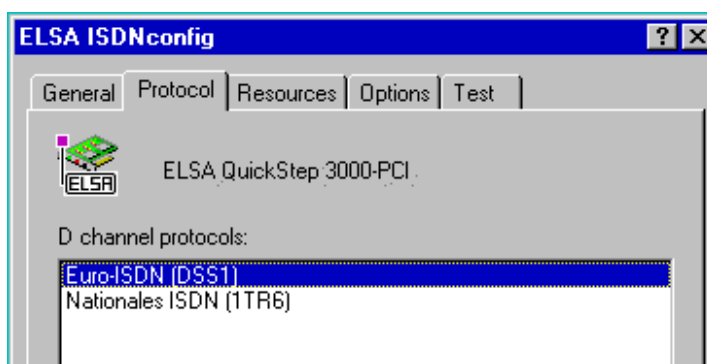 ELSA ISDNconfig
General Protocol Resources Options Test
ELSA
ELSA QuickStep 3000-PCI
D channel protocols:
Euro-ISDN (DSS1)
Nationales ISDN (1TR6)